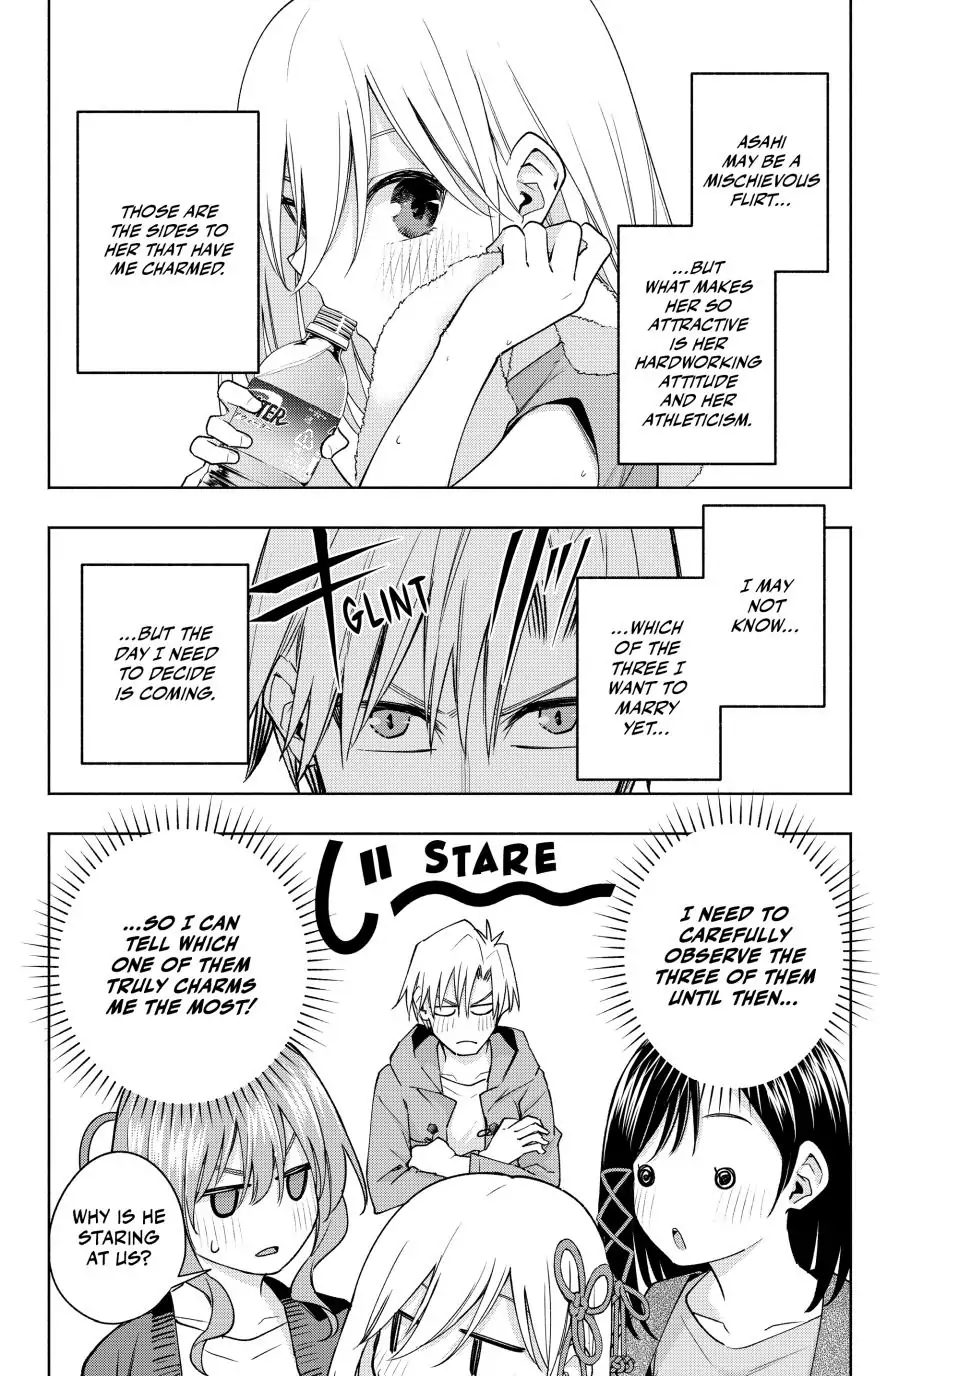 ASAHI
MAY BE A
MISCHIEVOUS
FLIRT...
...BUT
WHAT MAKES
HER SO
ATTRACTIVE
IS HER
HARDWORKING
ATTITUDE
AND HER
ATHLETICISM.
THOSE ARE
THE SIDES TO
HER THAT HAVE
ME CHARMED.
TER
I MAY
NOT
KNOW...
...WHICH
OF THE
THREE I
WANT TO
MARRY
YET...
キ"
GLINT
...BUT THE
DAY I NEED
TO DECIDE
IS COMING.
I NEED TO
CAREFULLY
OBSERVE THE
THREE OF THEM
UNTIL THEN...
じー
STARE
...SO I CAN
TELL WHICH
ONE OF THEM
TRULY CHARMS
ME THE MOST!
WHY IS HE
STARING
AT US?